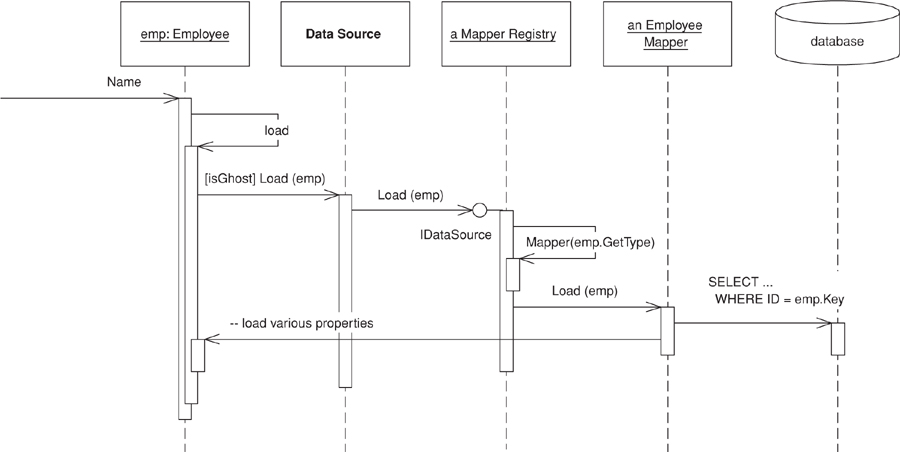 emp: Employee
Data Source
a Mapper Registry
an Employee
Mapper
database
Name
load
[isGhost] Load (emp)
Load (emp)
IDataSource
Mapper(emp.GetType)
SELECT ...
WHERE ID = emp.Key
Load (emp)
-- load various properties